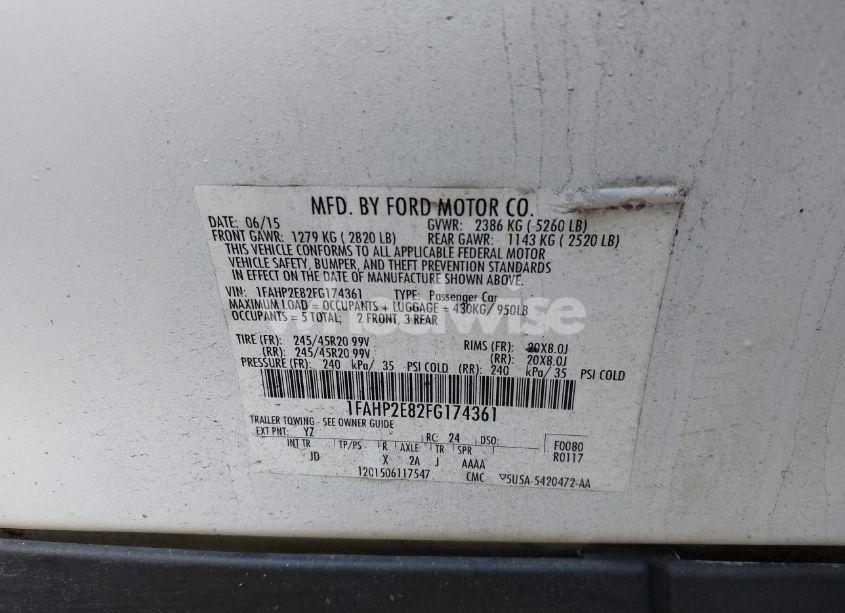 MFD. BY FORD MOTOR CO.
DATE: 06/15 GVWR: 2386 KG ( 5260 LB)
FRONT GAWR: 1279 KG ( 2820 LB) REAR GAWR: 1143 KG ( 2520 LB)
THIS VEHICLE CONFORMS TO ALL APPLICABLE FEDERAL MOTOR
VEHICLE SAFETY, BUMPER, AND THEFT PREVENTION STANDARDS
IN EFFECT ON THE DATE OF MANUFACTURE SHOWN ABOVE.
VIN: 1FAHP2E82FG174361 TYPE: Passenger Car
MAXIMUM LOAD = OCCUPANTS + LUGGAGE = 430KG/ 950LB
OCCUPANTS = 5 TOTAL; 2 FRONT, 3 REAR
wheelwise
TIRE (FR): 245/45R20 99V RIMS (FR): 20X8.0J
(RR): 245/45R20 99V (RR): 20X8.0J
PRESSURE (FR): 240 kPa/ 35 PSI COLD (RR): 240 kPa/ 35 PSI COLD
1FAHP2E82FG174361
TRAILER TOWING - SEE OWNER GUIDE
EXT PNT: YZ RC: 24 DSO: F0080
INT TR TP/PS R AXLE TR SPR R0117
JD X 2A J AAAA
1201506117547 CMC 5U5A-5420472-AA